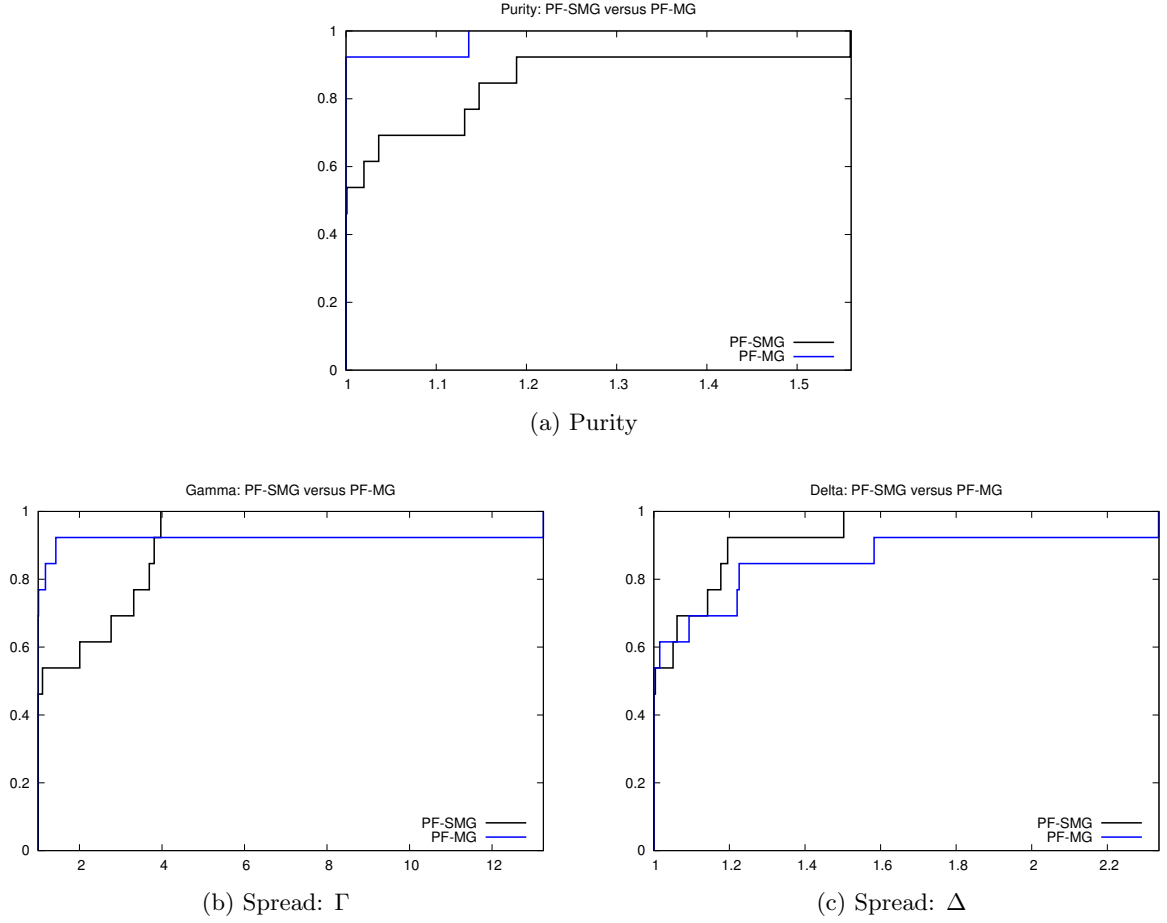 Purity: PF-SMG versus PF-MG
1
0.8
0.6
0.4
0.2
0
PF-SMG
PF-MG
1 1.1 1.2 1.3 1.4 1.5
(a) Purity
Gamma: PF-SMG versus PF-MG
1
0.8
0.6
0.4
0.2
0
PF-SMG
PF-MG
2 4 6 8 10 12
(b) Spread: Γ
Delta: PF-SMG versus PF-MG
1
0.8
0.6
0.4
0.2
0
PF-SMG
PF-MG
1 1.2 1.4 1.6 1.8 2 2.2
(c) Spread: Δ